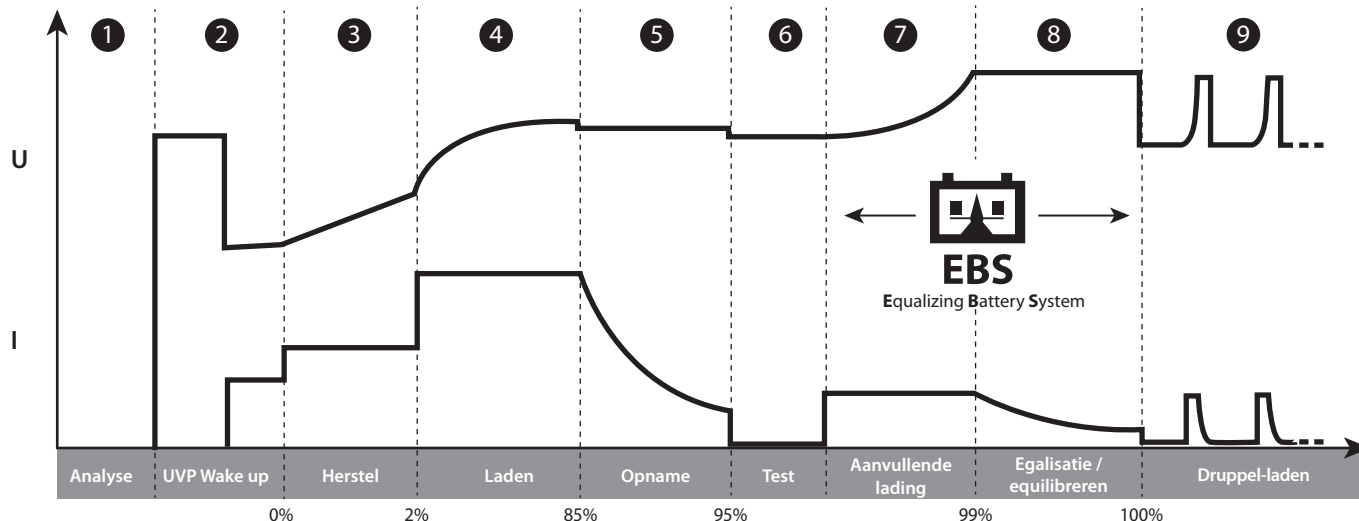 1 2 3 4 5 6 7 8 9
U
EBS
Equalizing Battery System
I
Analyse UVP Wake up Herstel Laden Opname Test Aanvullende lading Egalisatie / equilibreren Druppel-laden
0% 2% 85% 95% 99% 100%